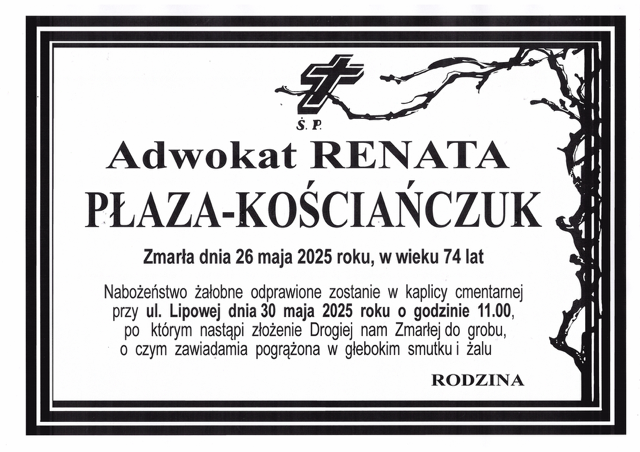 Ś. P.
Adwokat RENATA
PŁAZA-KOŚCIAŃCZUK
Zmarła dnia 26 maja 2025 roku, w wieku 74 lat
Nabożeństwo żałobne odprawione zostanie w kaplicy cmentarnej
przy ul. Lipowej dnia 30 maja 2025 roku o godzinie 11.00,
po którym nastąpi złożenie Drogiej nam Zmarłej do grobu,
o czym zawiadamia pogrążona w głebokim smutku i żalu
RODZINA